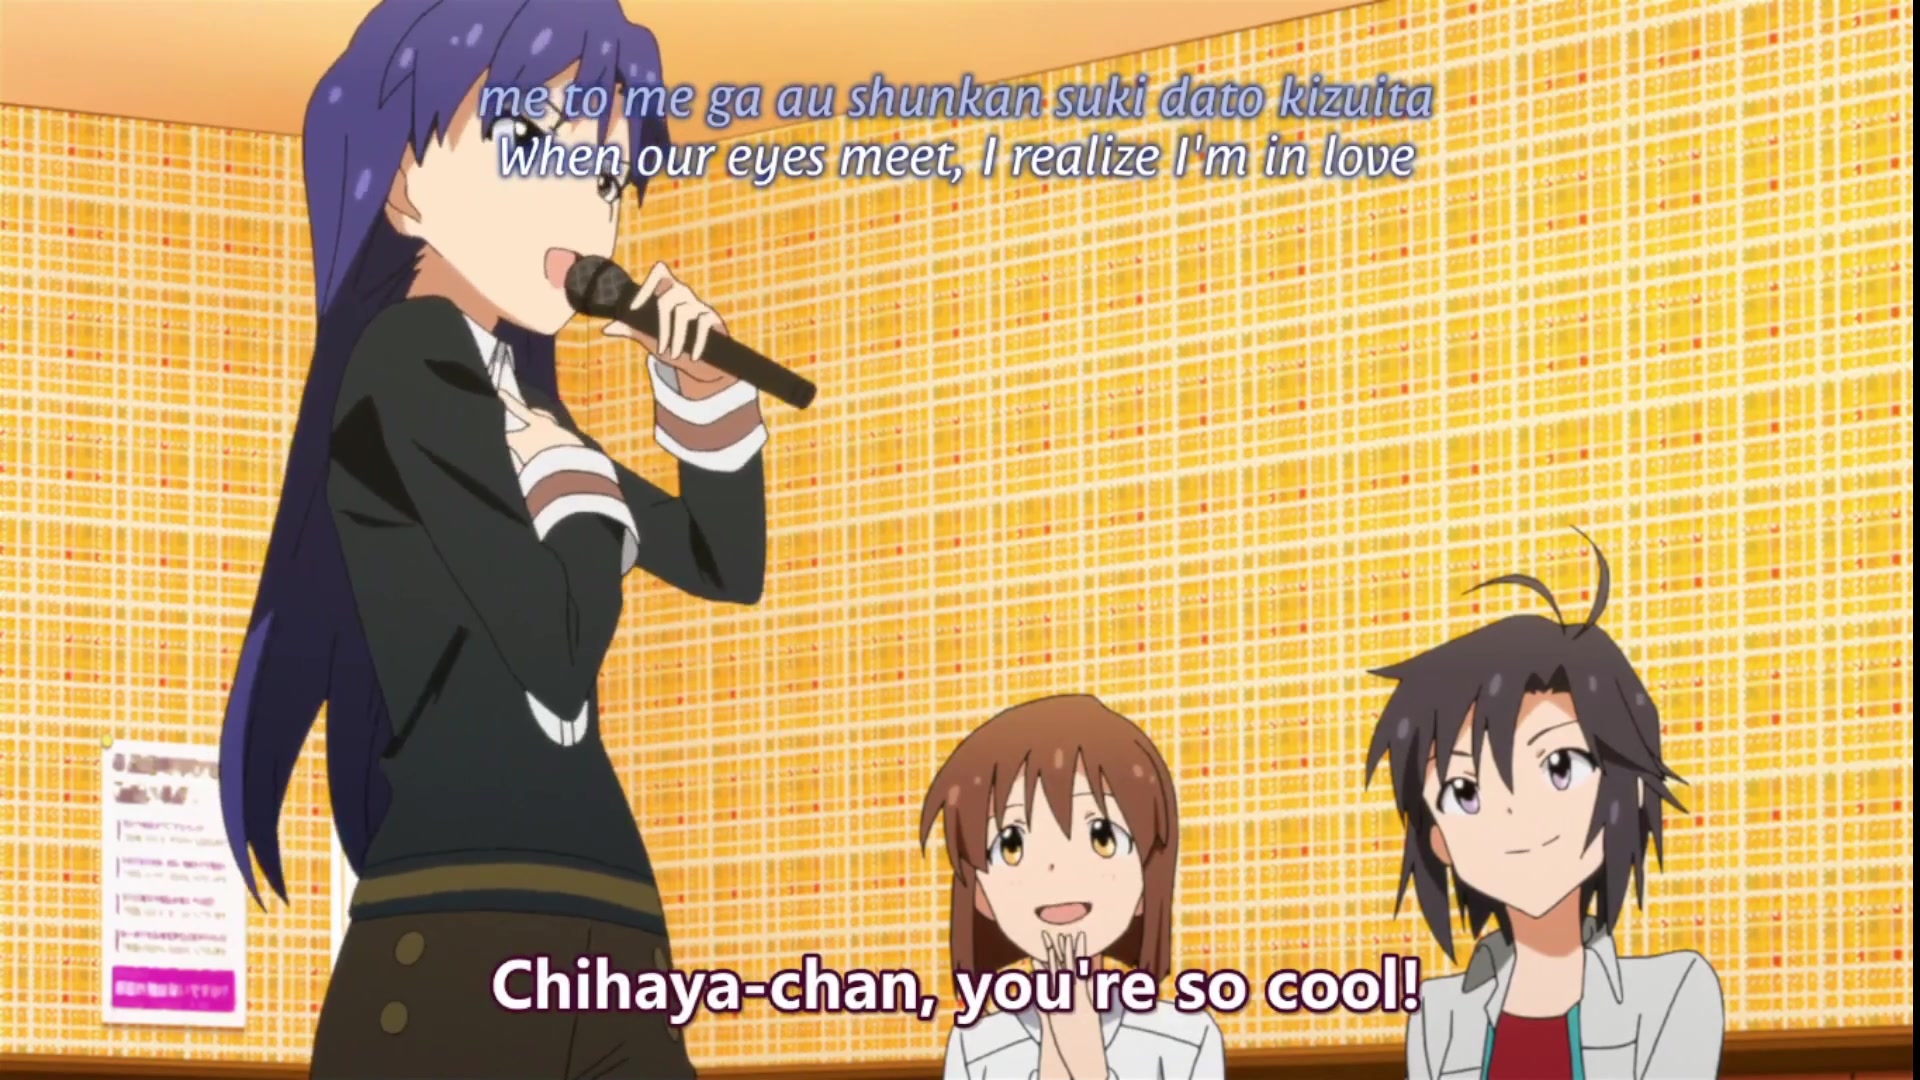 me to me ga au shunkan suki dato kizuita
When our eyes meet, I realize I'm in love
Chihaya-chan, you're so cool!